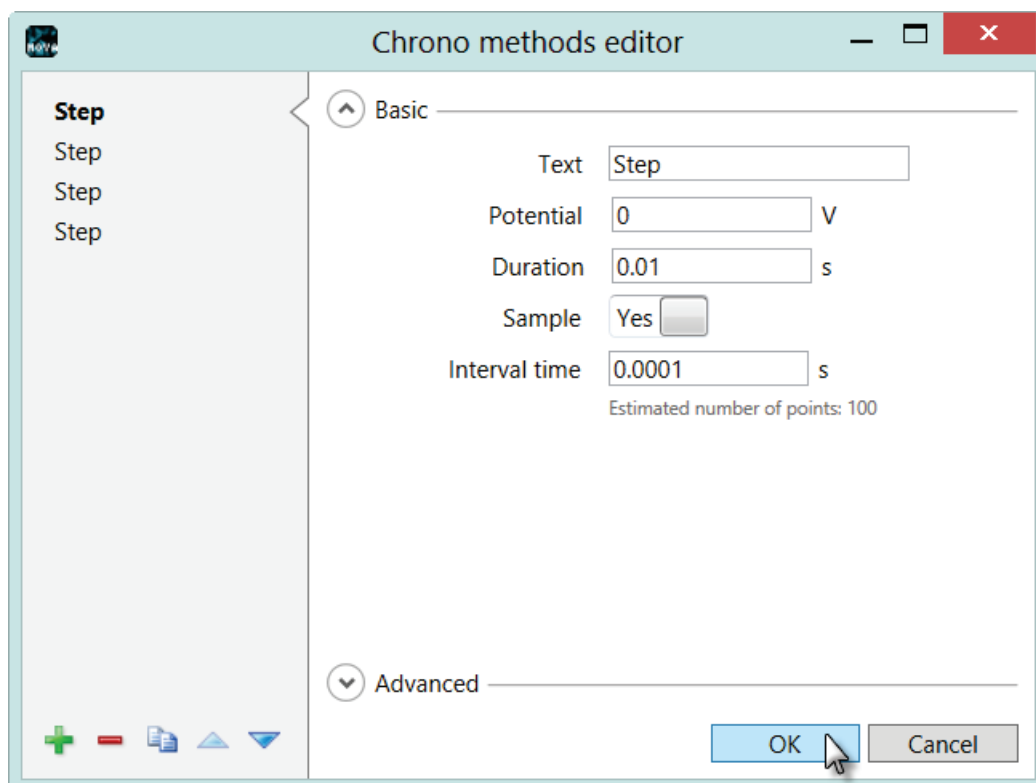 Chrono methods editor
Step
Step
Step
Step
Basic
Text Step
Potential 0 V
Duration 0.01 s
Sample Yes
Interval time 0.0001 s
Estimated number of points: 100
Advanced
OK Cancel